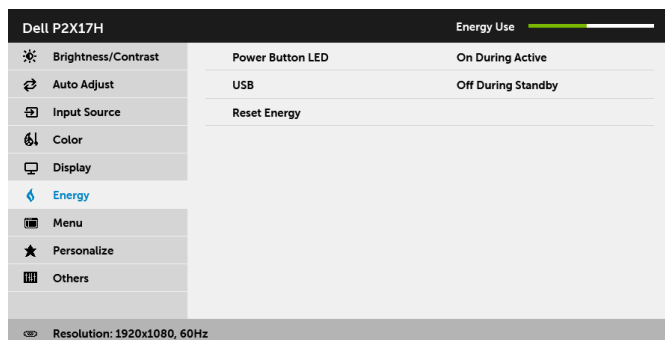 Dell P2X17H Energy Use
Brightness/Contrast Power Button LED On During Active
Auto Adjust USB Off During Standby
Input Source Reset Energy
Color
Display
Energy
Menu
Personalize
Others
Resolution: 1920x1080, 60Hz